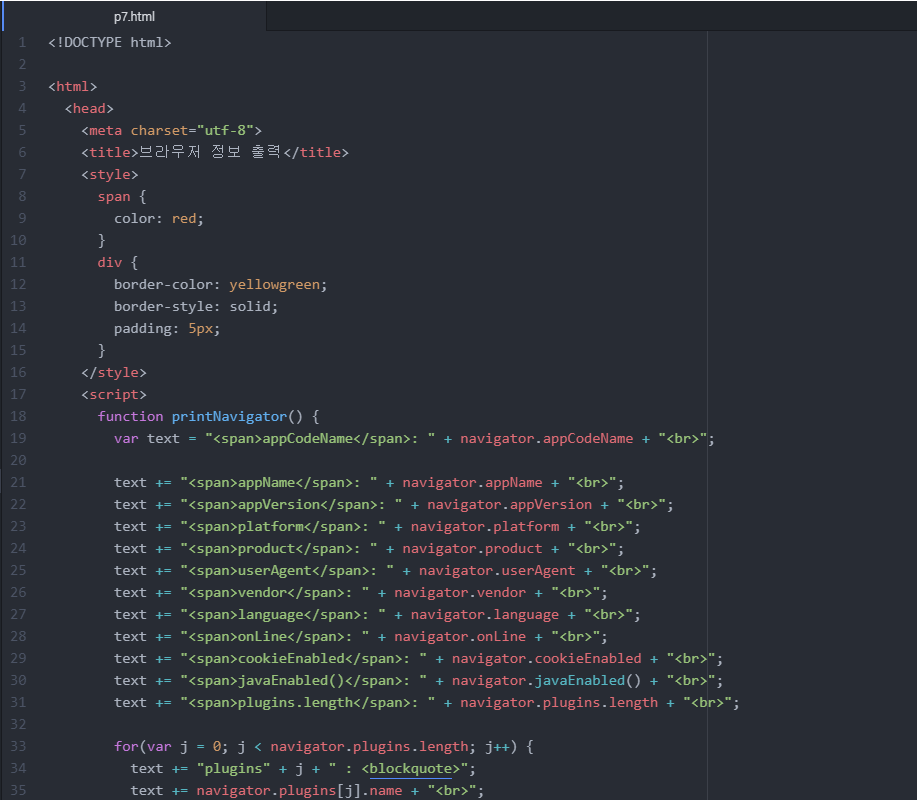 p7.html
1 <!DOCTYPE html>
2
3 <html>
4 <head>
5 <meta charset="utf-8">
6 <title>브라우저 정보 출력</title>
7 <style>
8 span {
9 color: red;
10 }
11 div {
12 border-color: yellowgreen;
13 border-style: solid;
14 padding: 5px;
15 }
16 </style>
17 <script>
18 function printNavigator() {
19 var text = "<span>appCodeName</span>: " + navigator.appCodeName + "<br>";
20
21 text += "<span>appName</span>: " + navigator.appName + "<br>";
22 text += "<span>appVersion</span>: " + navigator.appVersion + "<br>";
23 text += "<span>platform</span>: " + navigator.platform + "<br>";
24 text += "<span>product</span>: " + navigator.product + "<br>";
25 text += "<span>userAgent</span>: " + navigator.userAgent + "<br>";
26 text += "<span>vendor</span>: " + navigator.vendor + "<br>";
27 text += "<span>language</span>: " + navigator.language + "<br>";
28 text += "<span>onLine</span>: " + navigator.onLine + "<br>";
29 text += "<span>cookieEnabled</span>: " + navigator.cookieEnabled + "<br>";
30 text += "<span>javaEnabled()</span>: " + navigator.javaEnabled() + "<br>";
31 text += "<span>plugins.length</span>: " + navigator.plugins.length + "<br>";
32
33 for(var j = 0; j < navigator.plugins.length; j++) {
34 text += "plugins" + j + " : <blockquote>";
35 text += navigator.plugins[j].name + "<br>";